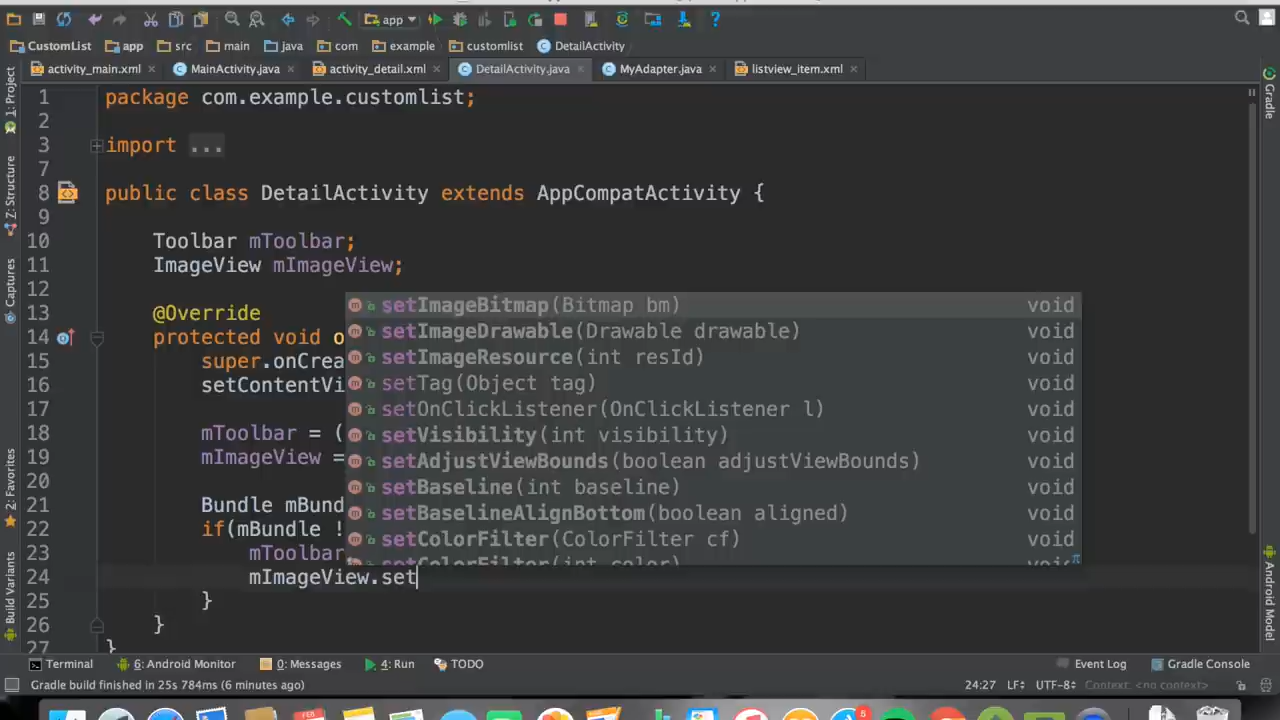 app
CustomList app src main java com example customlist DetailActivity
activity_main.xml MainActivity.java activity_detail.xml DetailActivity.java MyAdapter.java listview_item.xml
1: Project
Z: Structure
Captures
2: Favorites
Build Variants
Gradle
Android Model
1 package com.example.customlist;
2
3 import ...
7
8 public class DetailActivity extends AppCompatActivity {
9
10 Toolbar mToolbar;
11 ImageView mImageView;
12
13 @Override
14 protected void o
15 super.onCrea
16 setContentVi
17
18 mToolbar = (
19 mImageView =
20
21 Bundle mBund
22 if(mBundle !
23 mToolbar
24 mImageView.set
25 }
26 }
27 }
setImageBitmap(Bitmap bm) void
setImageDrawable(Drawable drawable) void
setImageResource(int resId) void
setTag(Object tag) void
setOnClickListener(OnClickListener l) void
setVisibility(int visibility) void
setAdjustViewBounds(boolean adjustViewBounds) void
setBaseline(int baseline) void
setBaselineAlignBottom(boolean aligned) void
setColorFilter(ColorFilter cf) void
setColorFilter(int color) void
π
Terminal 6: Android Monitor 0: Messages 4: Run TODO Event Log Gradle Console
Gradle build finished in 25s 784ms (6 minutes ago) 24:27 LF UTF-8 Context: <no context>
FEB
8